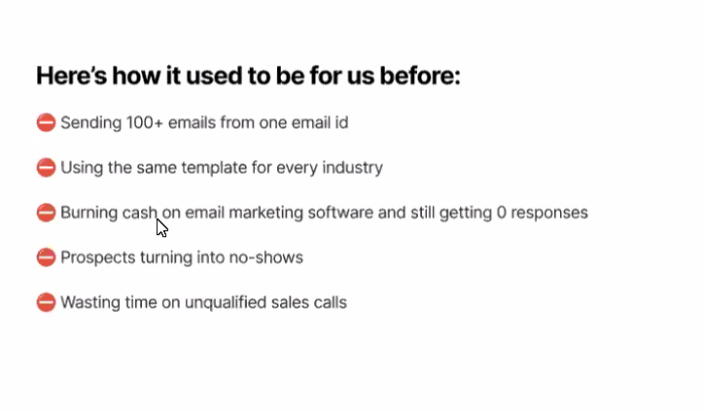 Here’s how it used to be for us before:
⛔ Sending 100+ emails from one email id
⛔ Using the same template for every industry
⛔ Burning cash on email marketing software and still getting 0 responses
⛔ Prospects turning into no-shows
⛔ Wasting time on unqualified sales calls